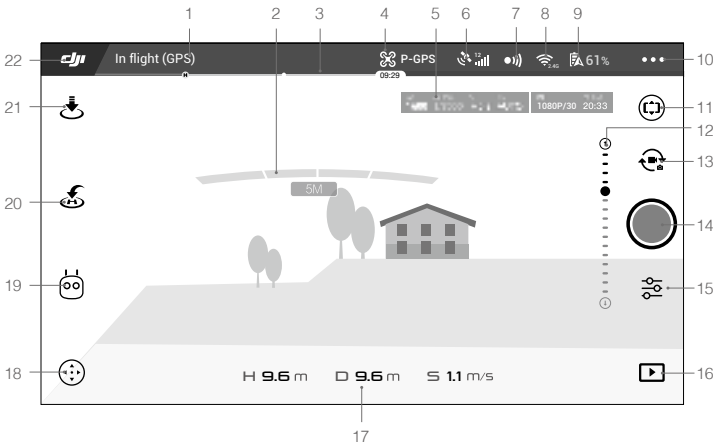 1 2 3 4 5 6 7 8 9
22 dji In flight (GPS) P-GPS 12 2.4G 61% 10
H 09:29
21 1080P/30 20:33 11
12
13
5M
20 14
19 15
18 H 9.6 m D 9.6 m S 1.1 m/s 16
17